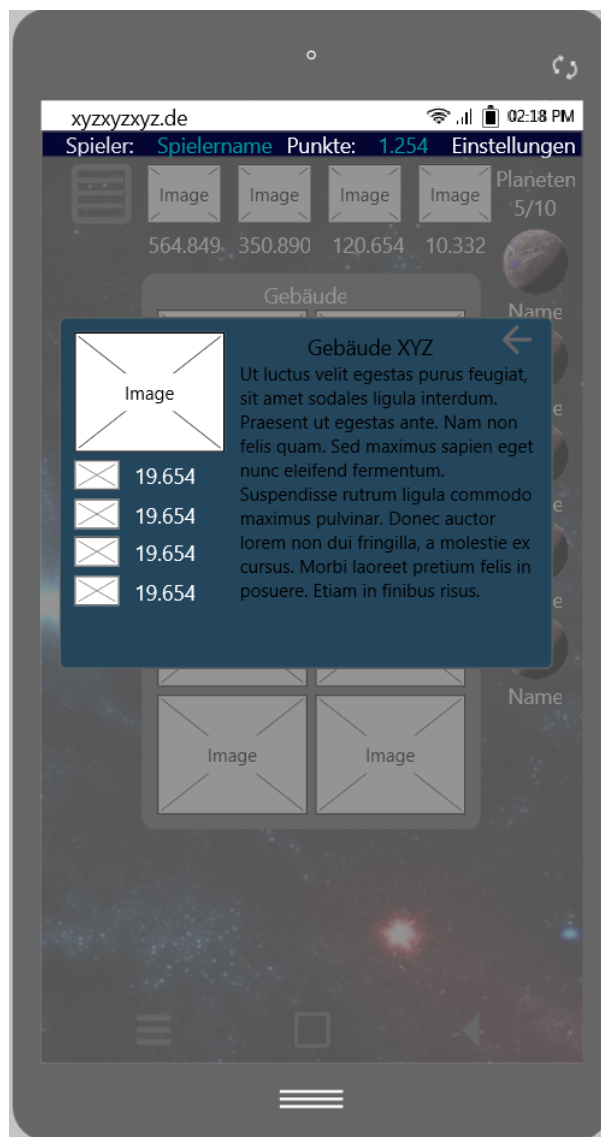 xyzxyzxyz.de 02:18 PM
Spieler: Spielername Punkte: 1.254 Einstellungen
Image Image Image Image Planeten
5/10
564.849 350.890 120.654 10.332
Gebäude
Name
Gebäude XYZ
Image
Ut luctus velit egestas purus feugiat,
sit amet sodales ligula interdum.
Praesent ut egestas ante. Nam non
felis quam. Sed maximus sapien eget
nunc eleifend fermentum.
Suspendisse rutrum ligula commodo
maximus pulvinar. Donec auctor
lorem non dui fringilla, a molestie ex
cursus. Morbi laoreet pretium felis in
posuere. Etiam in finibus risus.
19.654
19.654
19.654
19.654
e
e
e
Name
Image Image